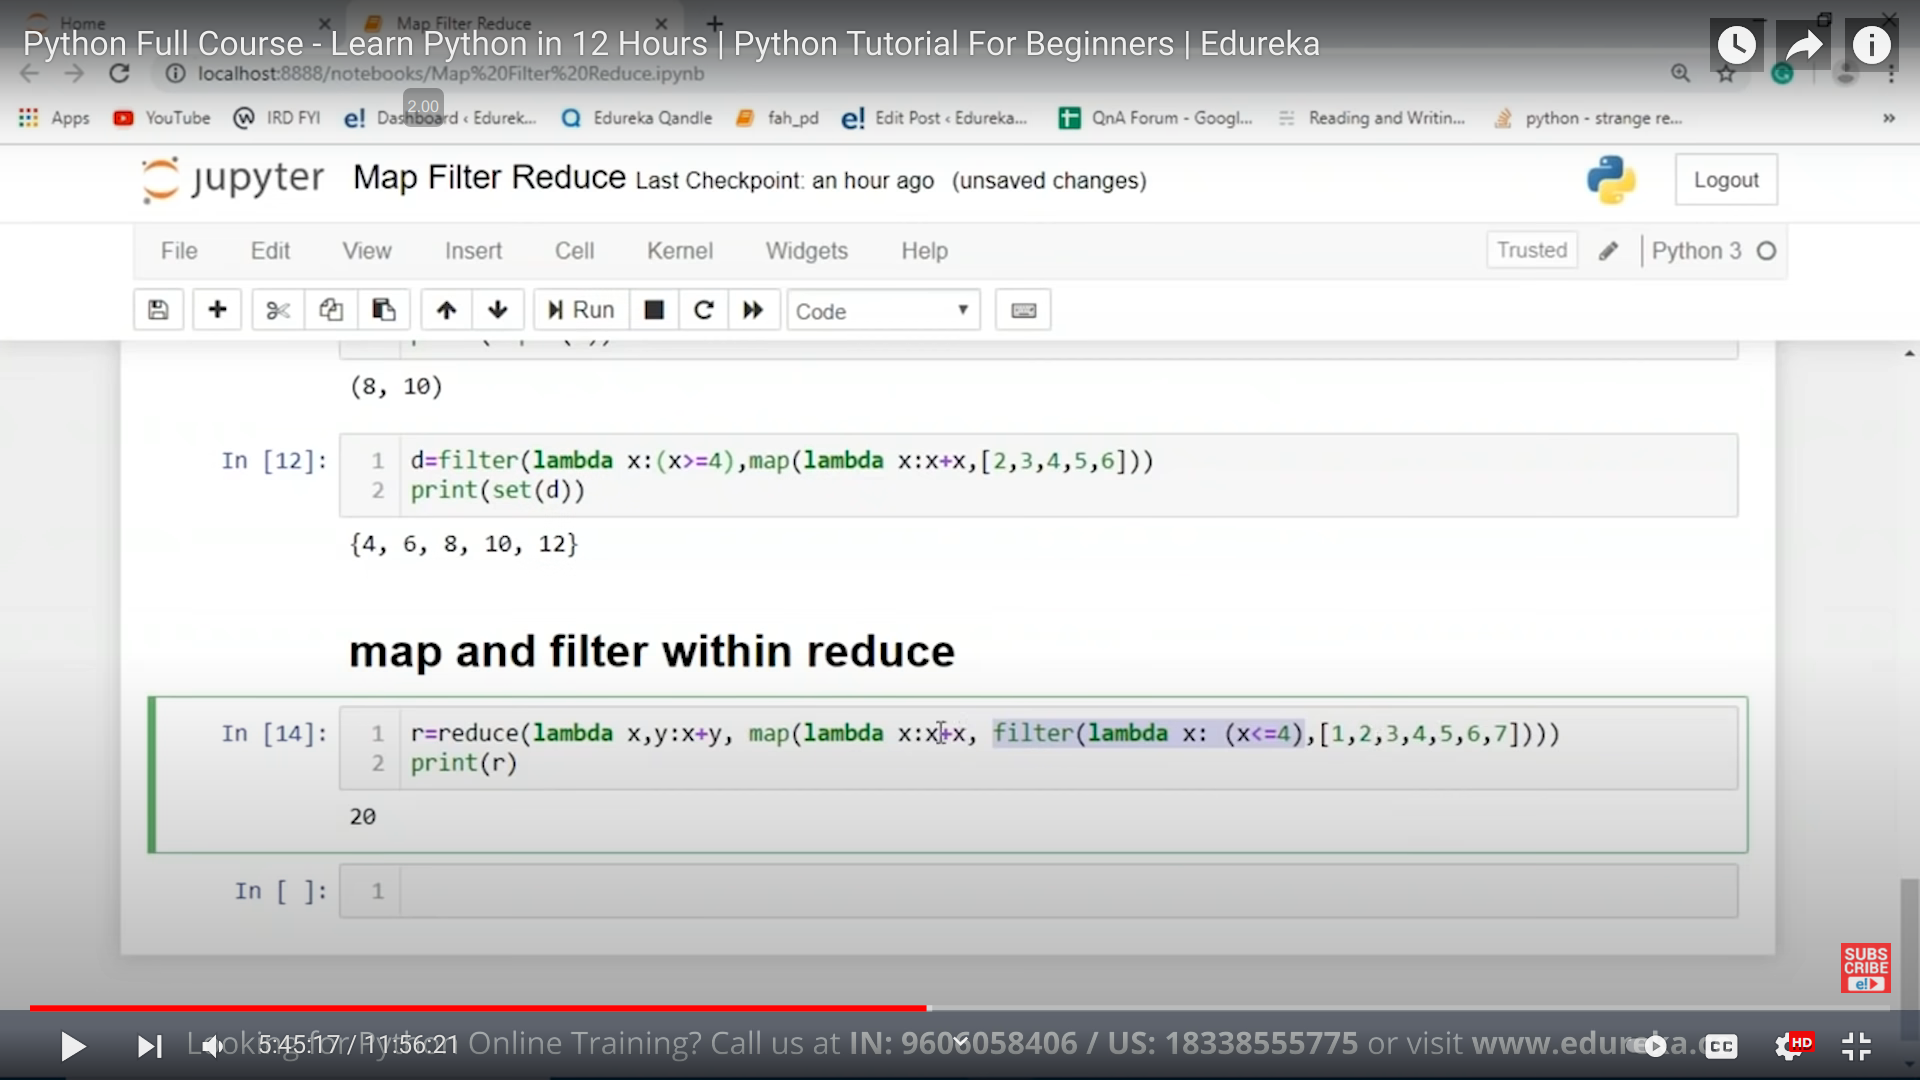 Home
Map Filter Reduce
Python Full Course - Learn Python in 12 Hours | Python Tutorial For Beginners | Edureka
localhost:8888/notebooks/Map%20Filter%20Reduce.ipynb
2.00
Apps YouTube IRD FYI Dashboard ‹ Edurek... Edureka Qandle fah_pd Edit Post ‹ Edureka... QnA Forum - Googl... Reading and Writin... python - strange re... »
jupyter Map Filter Reduce Last Checkpoint: an hour ago (unsaved changes) Logout
File Edit View Insert Cell Kernel Widgets Help Trusted Python 3
Run Code
(8, 10)
In [12]: 1 d=filter(lambda x:(x>=4),map(lambda x:x+x,[2,3,4,5,6]))
2 print(set(d))
{4, 6, 8, 10, 12}
map and filter within reduce
In [14]: 1 r=reduce(lambda x,y:x+y, map(lambda x:x+x, filter(lambda x: (x<=4),[1,2,3,4,5,6,7])))
2 print(r)
20
In [ ]: 1
SUBS
CRIBE
e!
Looking for Python Online Training? Call us at IN: 9606058406 / US: 18338555775 or visit www.edureka.c
5:45:17 / 11:56:21
CC HD